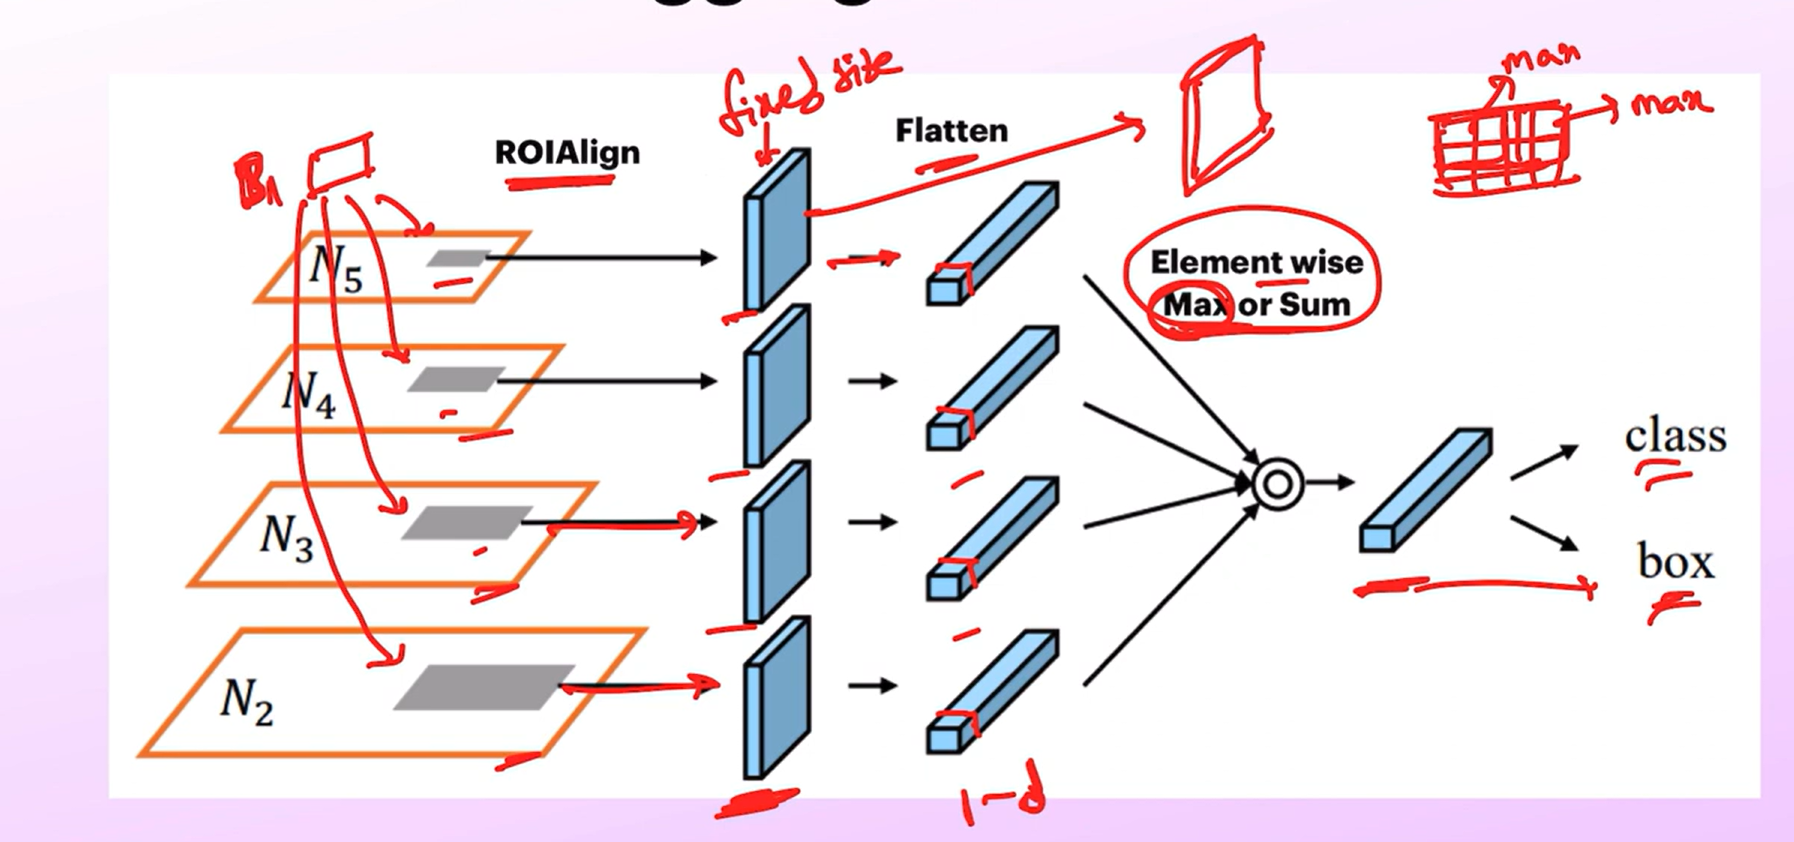 max
max
fixed size
Flatten
ROIAlign
B1
N5
Element wise
Max or Sum
N4
class
N3
box
N2
1-d